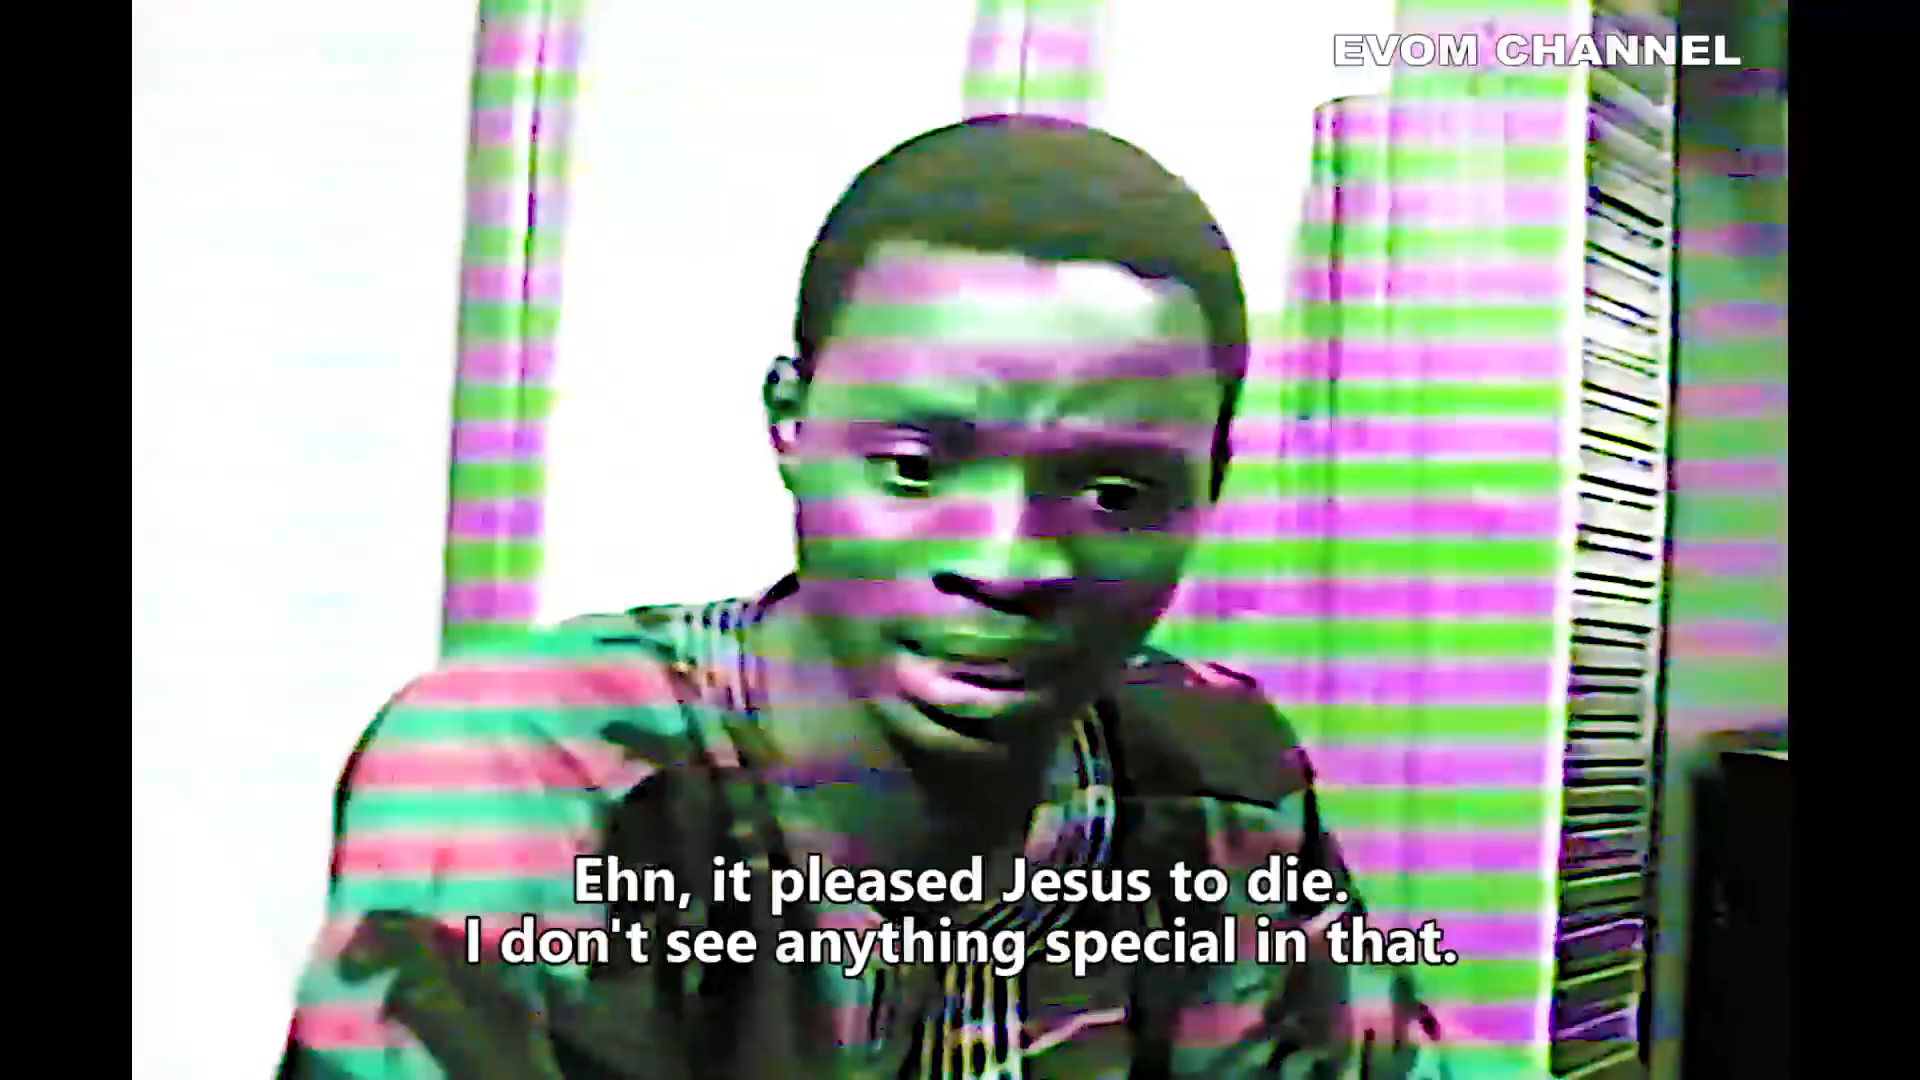 EVOM CHANNEL
Ehn, it pleased Jesus to die.
I don't see anything special in that.